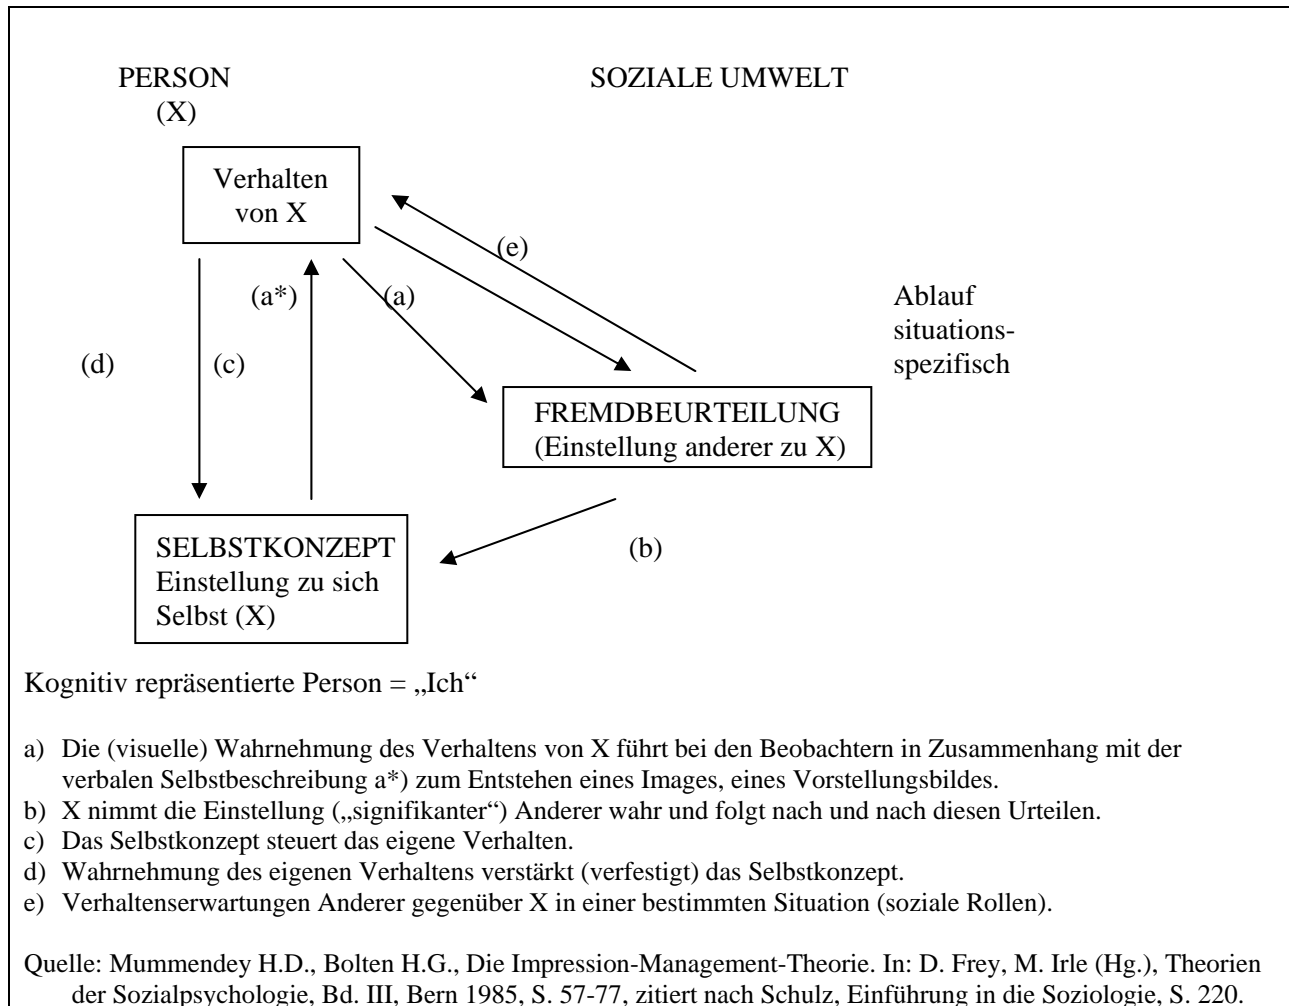 PERSON
(X)
SOZIALE UMWELT
Verhalten
von X
(e)
(a*)
(a)
Ablauf
situations-
spezifisch
(d)
(c)
FREMDBEURTEILUNG
(Einstellung anderer zu X)
SELBSTKONZEPT
Einstellung zu sich
Selbst (X)
(b)
Kognitiv repräsentierte Person = „Ich“
a) Die (visuelle) Wahrnehmung des Verhaltens von X führt bei den Beobachtern in Zusammenhang mit der
verbalen Selbstbeschreibung a*) zum Entstehen eines Images, eines Vorstellungsbildes.
b) X nimmt die Einstellung („signifikanter“) Anderer wahr und folgt nach und nach diesen Urteilen.
c) Das Selbstkonzept steuert das eigene Verhalten.
d) Wahrnehmung des eigenen Verhaltens verstärkt (verfestigt) das Selbstkonzept.
e) Verhaltenserwartungen Anderer gegenüber X in einer bestimmten Situation (soziale Rollen).
Quelle: Mummendey H.D., Bolten H.G., Die Impression-Management-Theorie. In: D. Frey, M. Irle (Hg.), Theorien
der Sozialpsychologie, Bd. III, Bern 1985, S. 57-77, zitiert nach Schulz, Einführung in die Soziologie, S. 220.